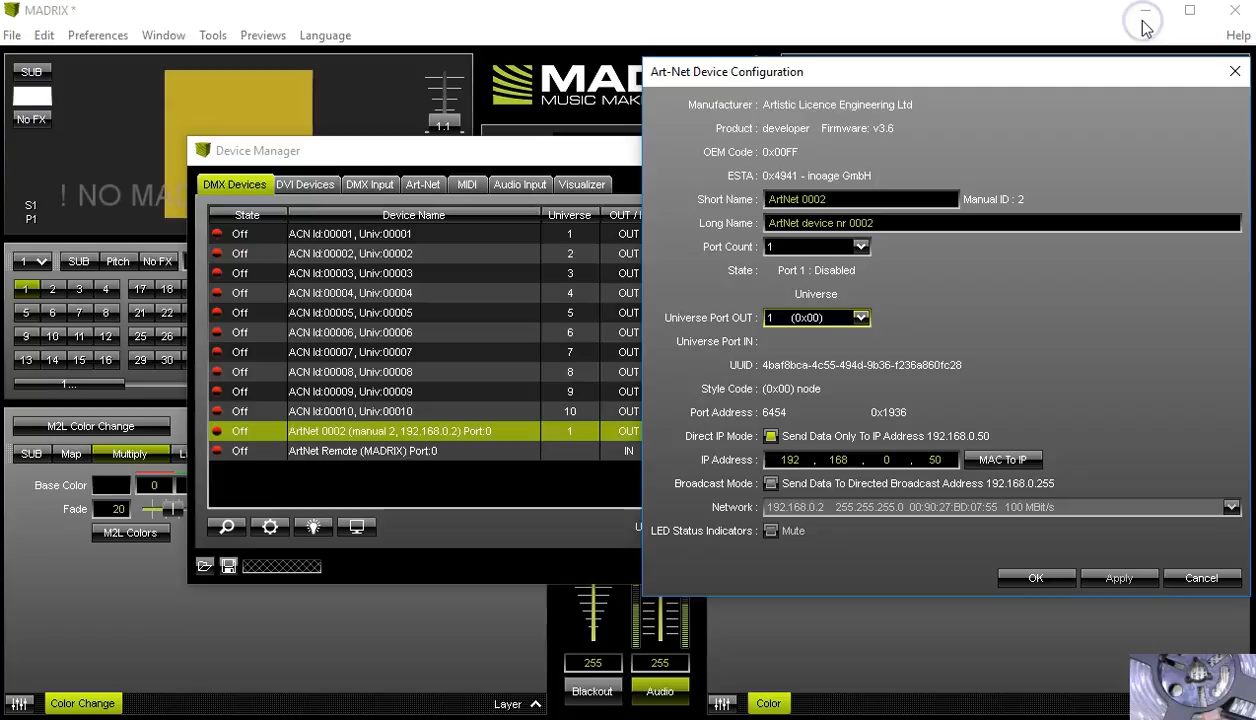 MADRIX *
File Edit Preferences Window Tools Previews Language Help
SUB
No FX
1:1
! NO MAD
S1
P1
MADR
MUSIC MAK
1 SUB Pitch No FX
1 2 3 4 17 18
5 6 7 8 21 22
9 10 11 12 25 26
13 14 15 16 29 30
1...
M2L Color Change
SUB Map Multiply
Base Color 0
Fade 20
M2L Colors
Device Manager
DMX Devices DVI Devices DMX Input Art-Net MIDI Audio Input Visualizer
State Device Name Universe OUT / I
Off ACN Id:00001, Univ:00001 1 OUT
Off ACN Id:00002, Univ:00002 2 OUT
Off ACN Id:00003, Univ:00003 3 OUT
Off ACN Id:00004, Univ:00004 4 OUT
Off ACN Id:00005, Univ:00005 5 OUT
Off ACN Id:00006, Univ:00006 6 OUT
Off ACN Id:00007, Univ:00007 7 OUT
Off ACN Id:00008, Univ:00008 8 OUT
Off ACN Id:00009, Univ:00009 9 OUT
Off ACN Id:00010, Univ:00010 10 OUT
Off ArtNet 0002 (manual 2, 192.168.0.2) Port:0 1 OUT
Off ArtNet Remote (MADRIX) Port:0 IN
U
Art-Net Device Configuration
Manufacturer : Artistic Licence Engineering Ltd
Product : developer Firmware: v3.6
OEM Code : 0x00FF
ESTA : 0x4941 - inoage GmbH
Short Name : ArtNet 0002 Manual ID : 2
Long Name : ArtNet device nr 0002
Port Count : 1
State : Port 1 : Disabled
Universe
Universe Port OUT : 1 (0x00)
Universe Port IN :
UUID : 4baf8bca-4c55-494d-9b36-f236a860fc28
Style Code : (0x00) node
Port Address : 6454 0x1936
Direct IP Mode : Send Data Only To IP Address 192.168.0.50
IP Address : 192 . 168 . 0 . 50 MAC To IP
Broadcast Mode : Send Data To Directed Broadcast Address 192.168.0.255
Network : 192.168.0.2 255.255.255.0 00:90:27:BD:07:55 100 MBit/s
LED Status Indicators : Mute
OK Apply Cancel
255 255
Blackout Audio
Color Change Layer Color